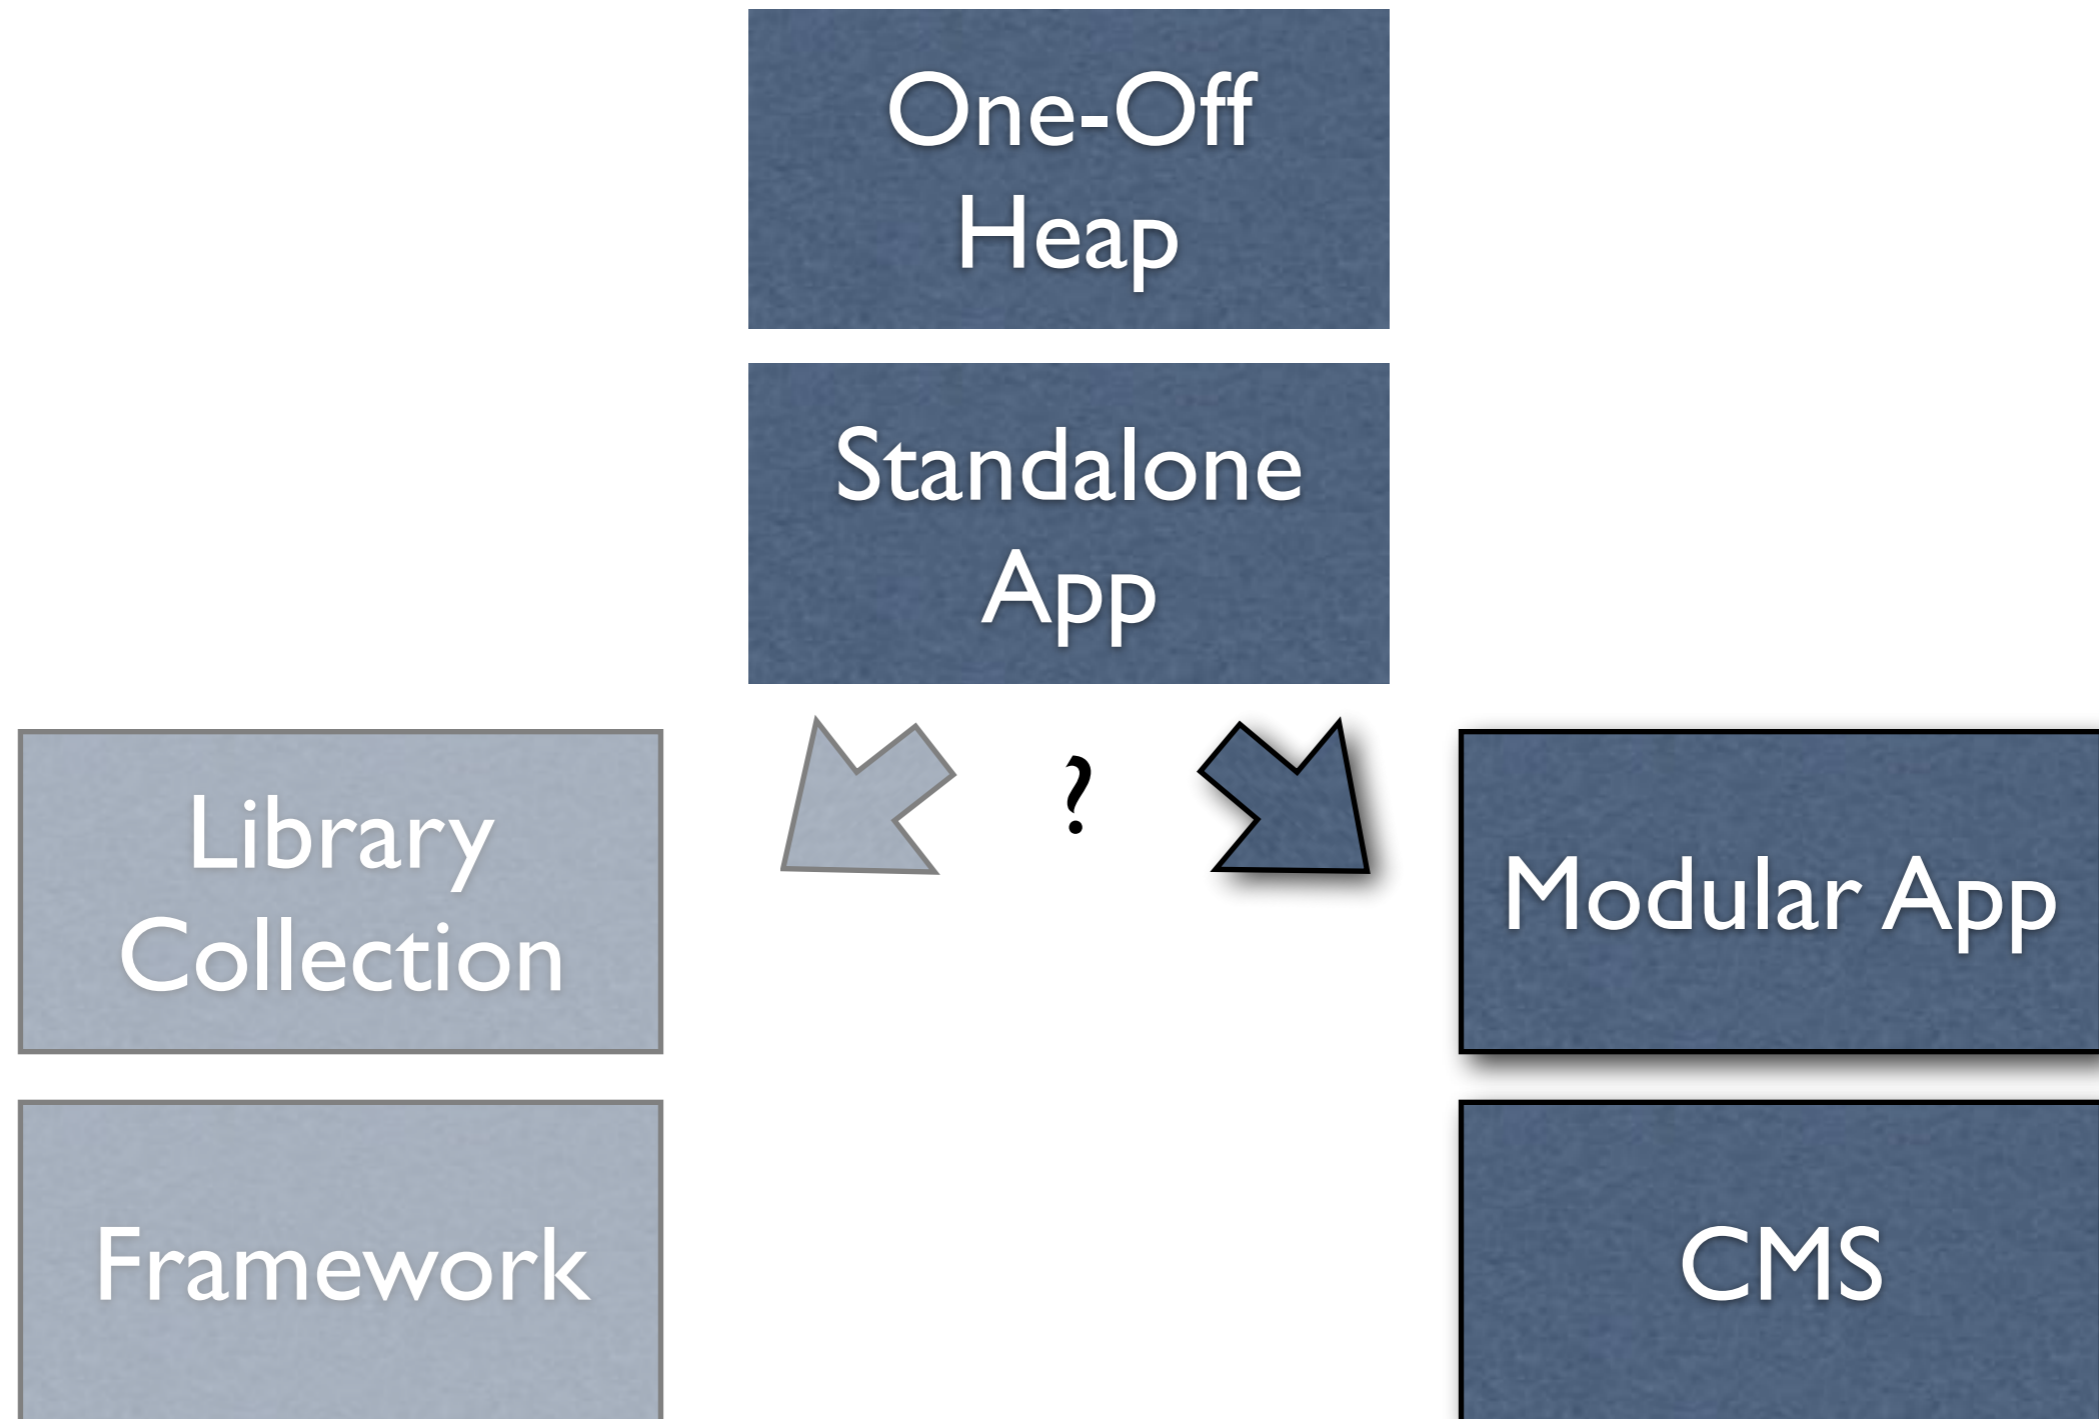 One-Off
Heap
Standalone
App
?
Library
Collection
Modular App
Framework
CMS